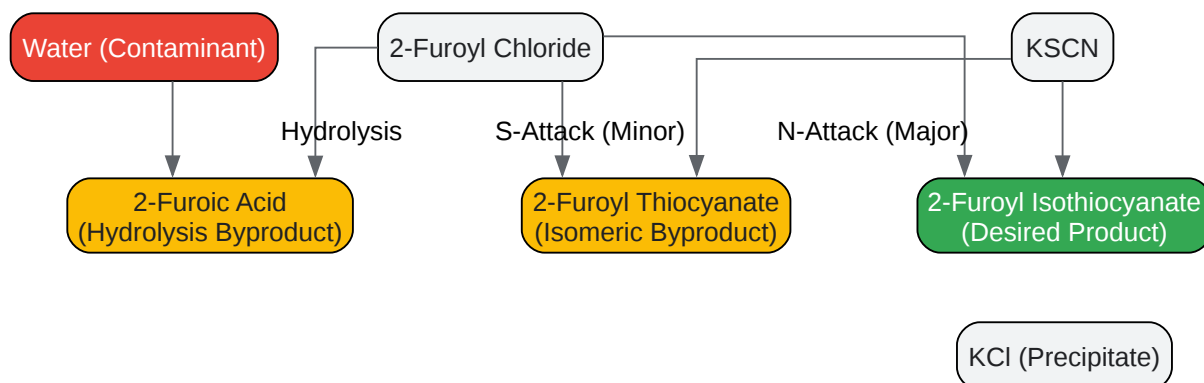 Water (Contaminant)
2-Furoyl Chloride
KSCN
Hydrolysis
S-Attack (Minor)
N-Attack (Major)
2-Furoic Acid
(Hydrolysis Byproduct)
2-Furoyl Thiocyanate
(Isomeric Byproduct)
2-Furoyl Isothiocyanate
(Desired Product)
KCl (Precipitate)